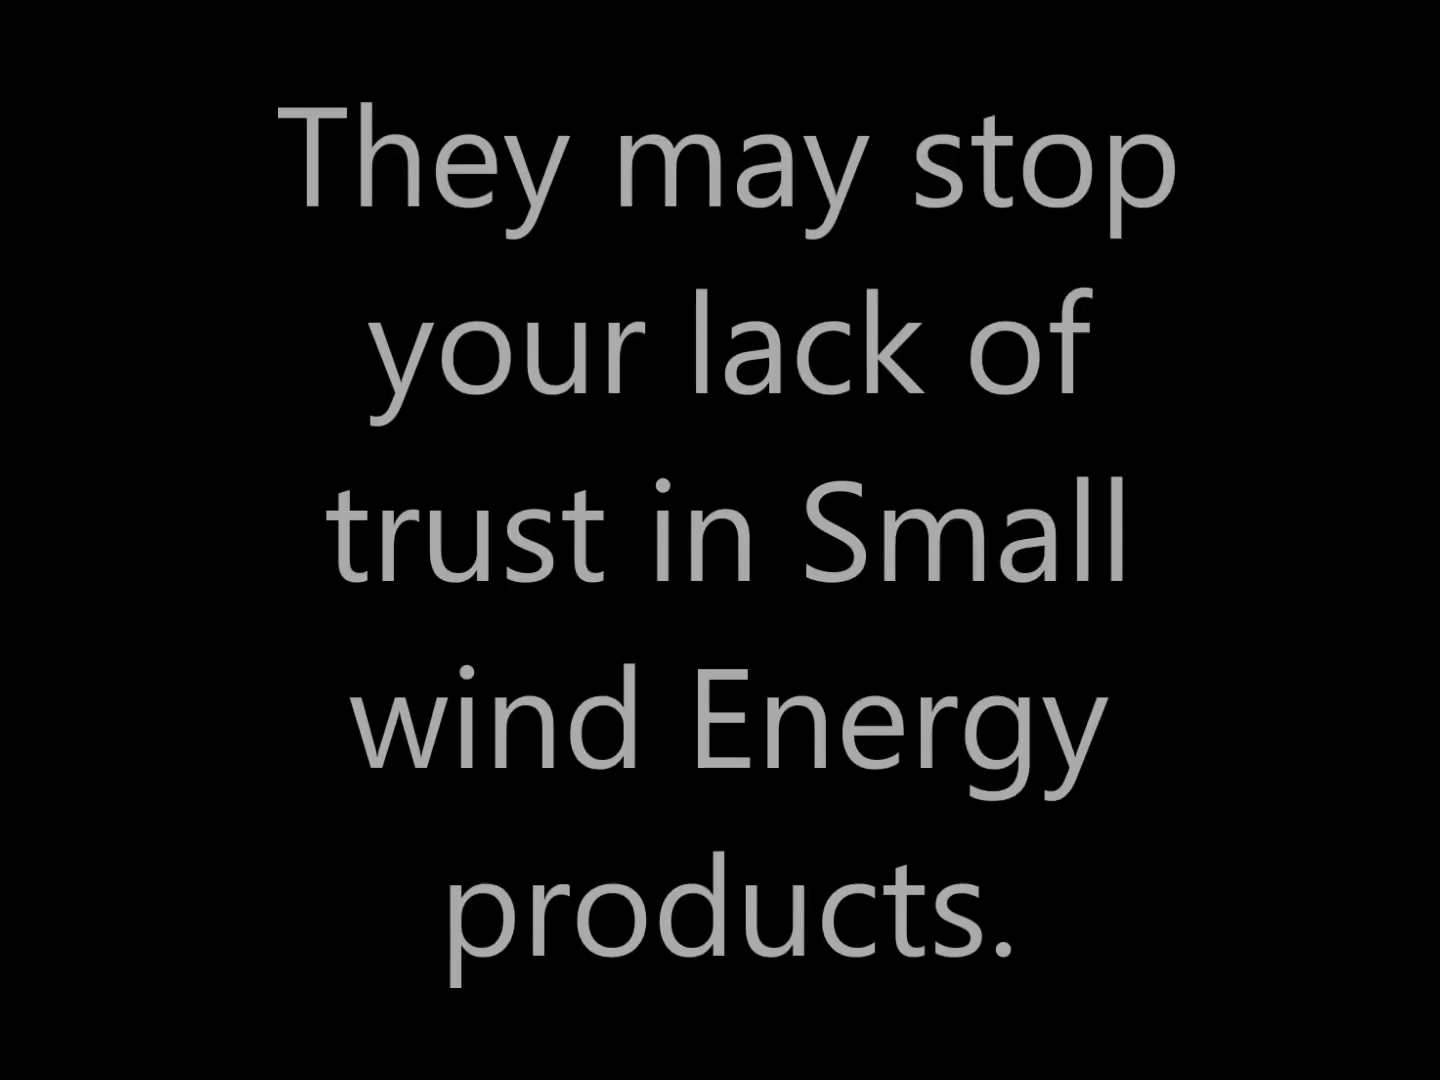 They may stop
your lack of
trust in Small
wind Energy
products.